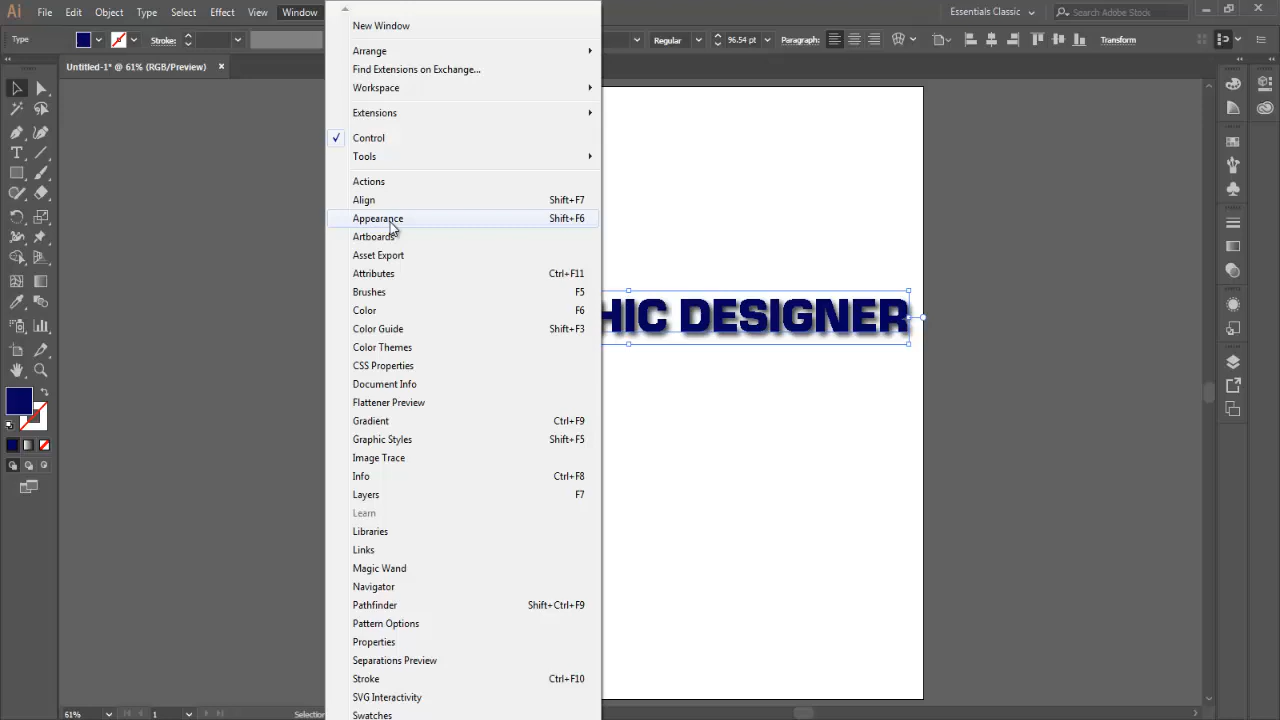 Ai File Edit Object Type Select Effect View Window Essentials Classic Search Adobe Stock
Type Stroke: Regular 96.54 pt Paragraph: Transform
Untitled-1* @ 61% (RGB/Preview) ×
New Window
Arrange
Find Extensions on Exchange...
Workspace
Extensions
Control
Tools
Actions
Align Shift+F7
Appearance Shift+F6
Artboards
Asset Export
Attributes Ctrl+F11
Brushes F5
Color F6
Color Guide Shift+F3
Color Themes
CSS Properties
Document Info
Flattener Preview
Gradient Ctrl+F9
Graphic Styles Shift+F5
Image Trace
Info Ctrl+F8
Layers F7
Learn
Libraries
Links
Magic Wand
Navigator
Pathfinder Shift+Ctrl+F9
Pattern Options
Properties
Separations Preview
Stroke Ctrl+F10
SVG Interactivity
Swatches
HIC DESIGNER
61% 1 Selection